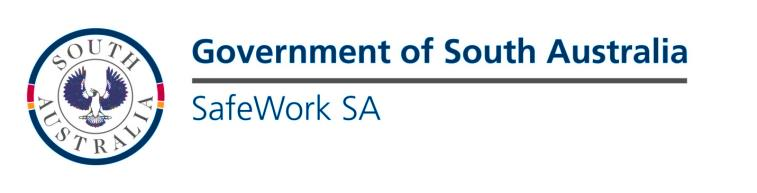 SOUTH
AUSTRALIA
Government of South Australia
SafeWork SA